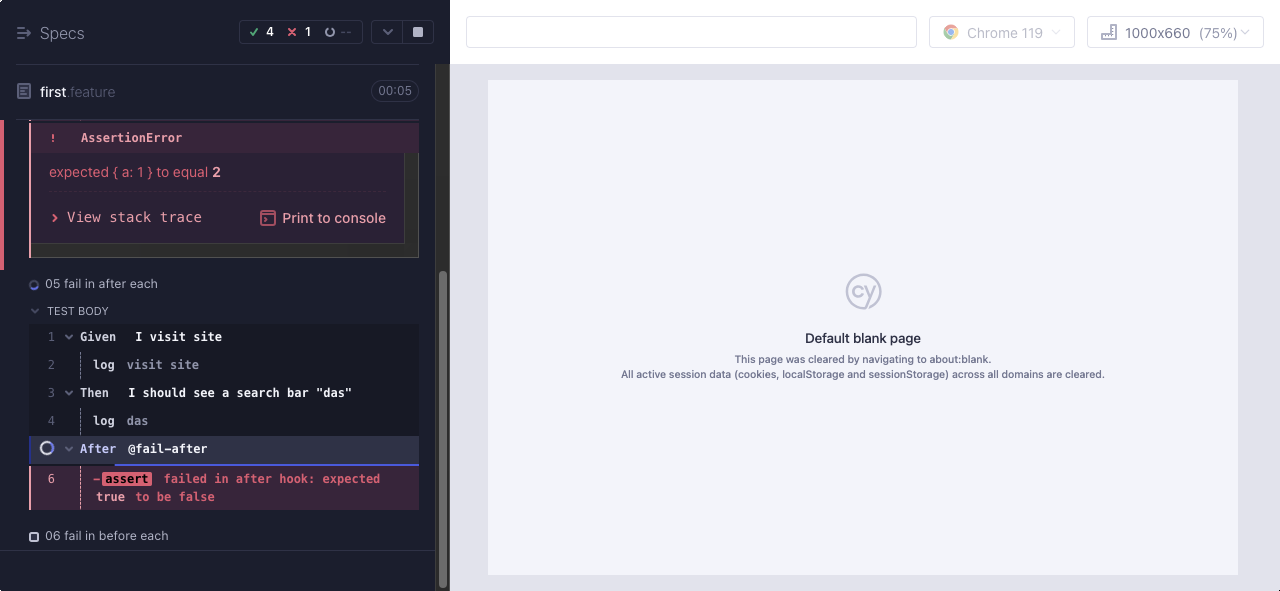 Specs
4
1
--
Chrome 119
1000x660 (75%)
first.feature
00:05
! AssertionError
expected { a: 1 } to equal 2
View stack trace
Print to console
05 fail in after each
TEST BODY
1 Given I visit site
2 log visit site
3 Then I should see a search bar "das"
4 log das
After @fail-after
6 -assert failed in after hook: expected
true to be false
06 fail in before each
cy
Default blank page
This page was cleared by navigating to about:blank.
All active session data (cookies, localStorage and sessionStorage) across all domains are cleared.